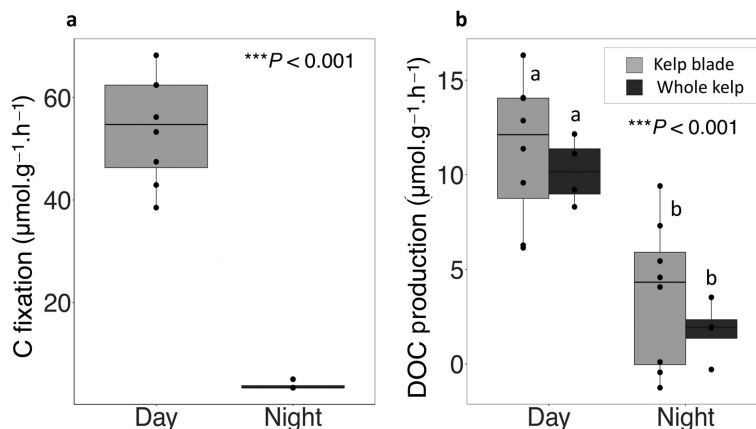 a
***P < 0.001
C fixation (μmol.g⁻¹.h⁻¹)
60
40
20
Day Night
b
Kelp blade
Whole kelp
***P < 0.001
DOC production (μmol.g⁻¹.h⁻¹)
15
10
5
0
a
a
b
b
Day Night